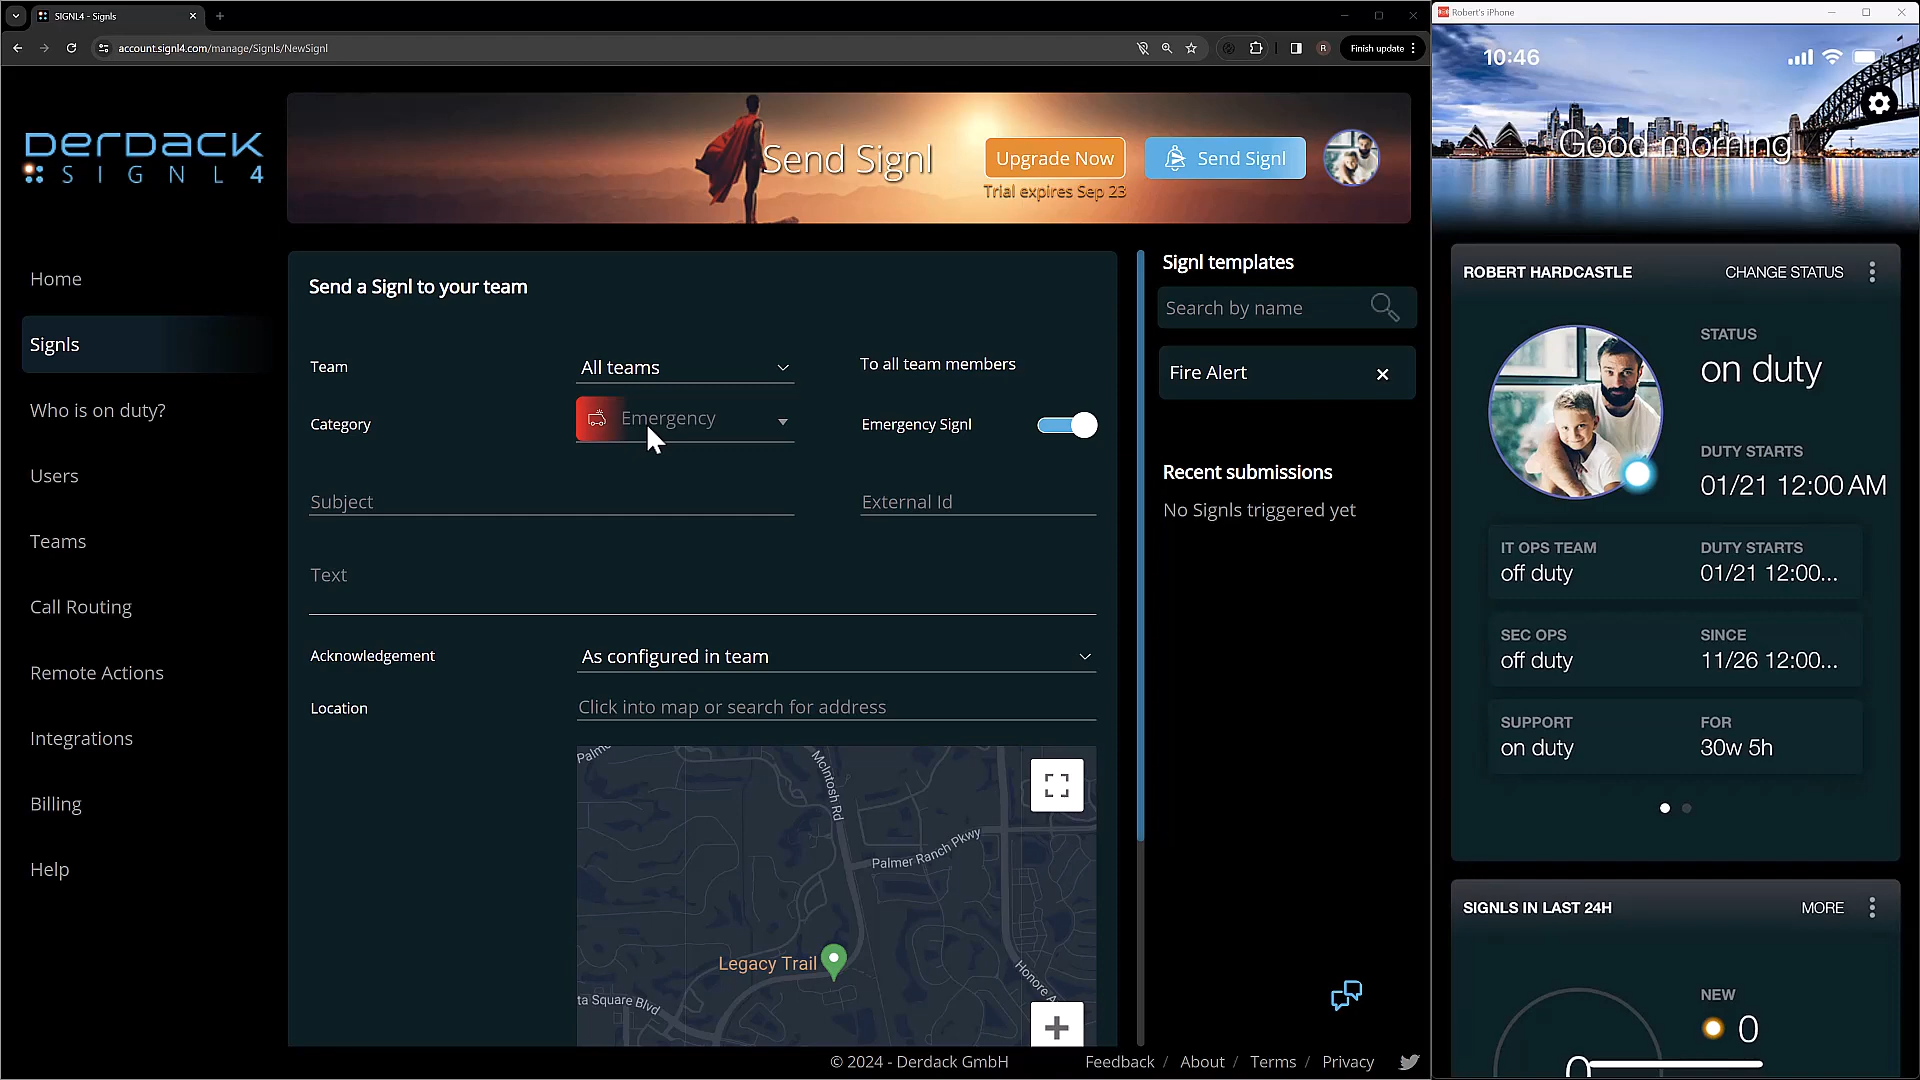 SIGNL4 - Signls
account.signl4.com/manage/Signls/NewSignl
R
Finish update
DERDACK
SIGNL 4
Home
Signls
Who is on duty?
Users
Teams
Call Routing
Remote Actions
Integrations
Billing
Help
Send Signl
Upgrade Now
Trial expires Sep 23
Send Signl
Send a Signl to your team
Team
All teams
To all team members
Category
Emergency
Emergency Signl
Subject
External Id
Text
Acknowledgement
As configured in team
Location
Click into map or search for address
McIntosh Rd
Palmer Ranch Pkwy
Legacy Trail
ta Square Blvd
Honore A
Signl templates
Search by name
Fire Alert
Recent submissions
No Signls triggered yet
© 2024 - Derdack GmbH
Feedback / About / Terms / Privacy
Robert's iPhone
10:46
Good morning
ROBERT HARDCASTLE
CHANGE STATUS
STATUS
on duty
DUTY STARTS
01/21 12:00 AM
IT OPS TEAM
off duty
DUTY STARTS
01/21 12:00...
SEC OPS
off duty
SINCE
11/26 12:00...
SUPPORT
on duty
FOR
30w 5h
SIGNLS IN LAST 24H
MORE
NEW
0
0